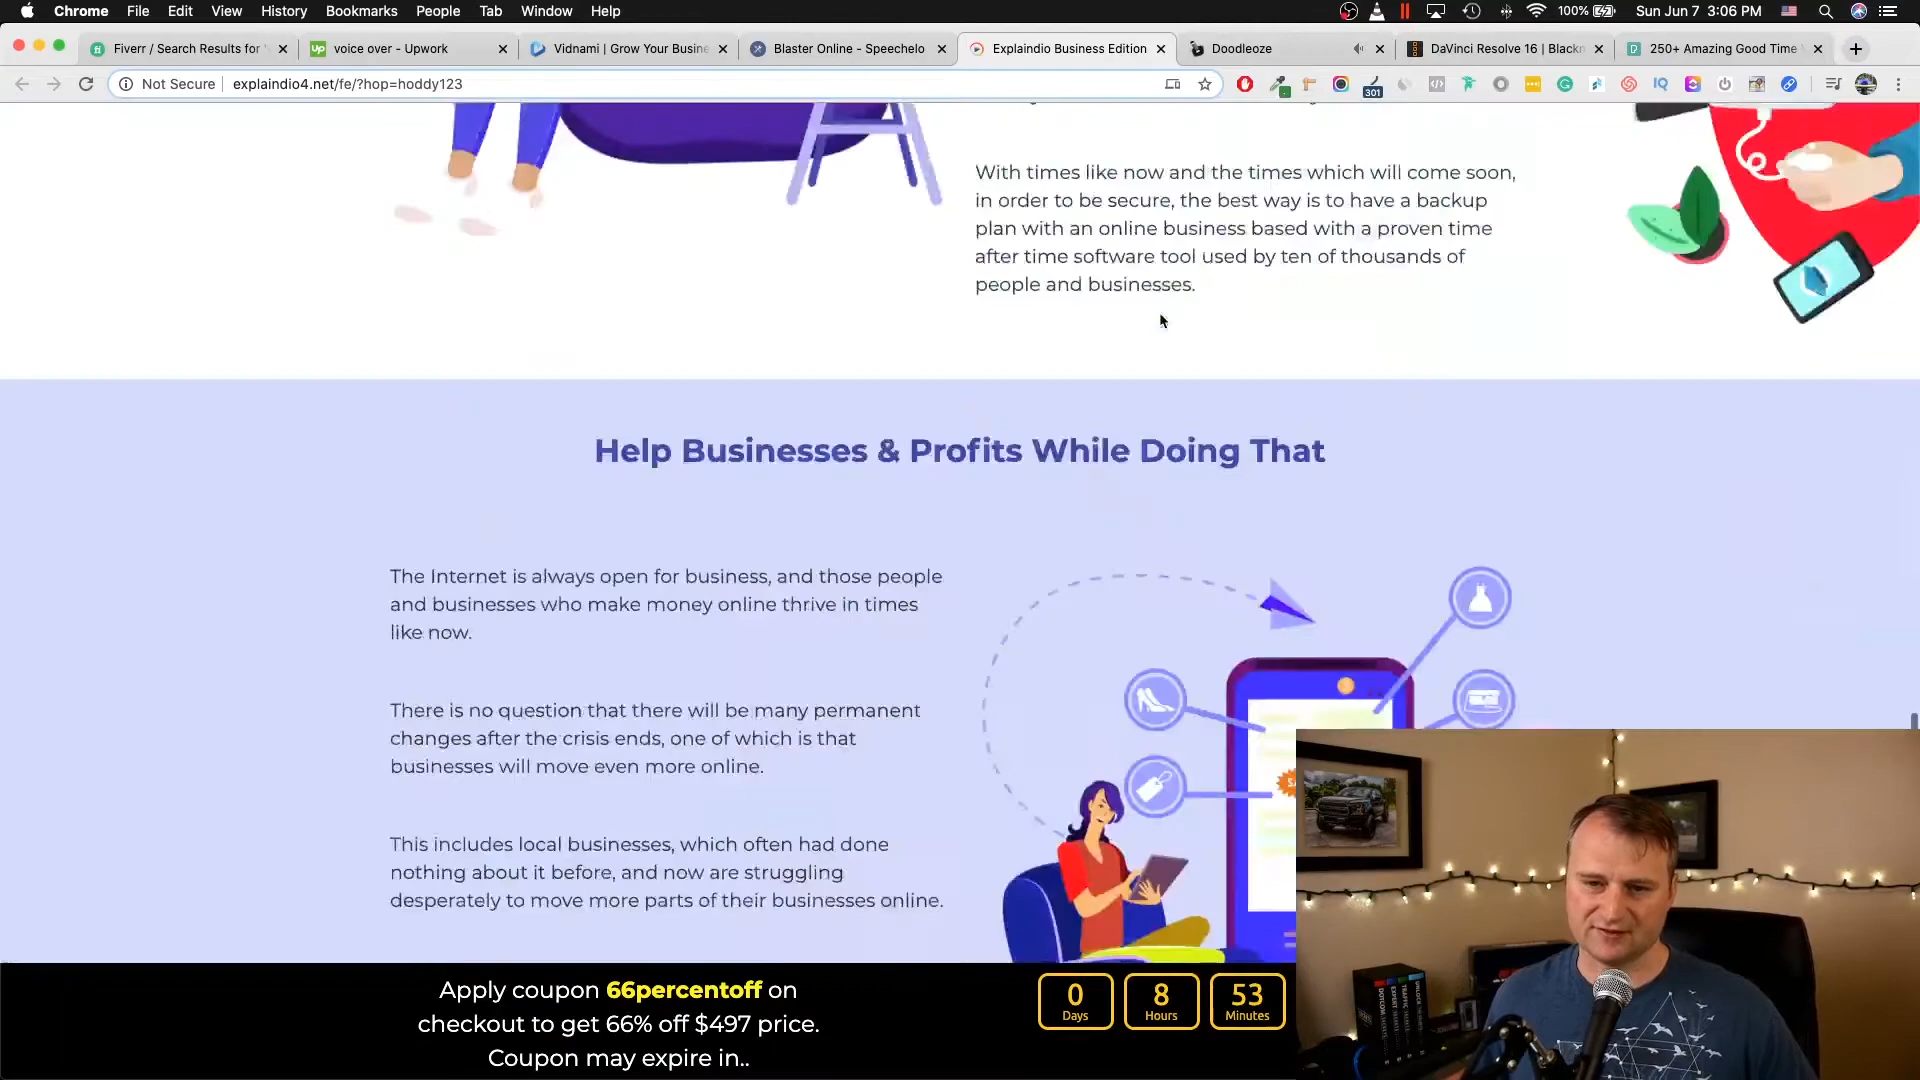 Chrome File Edit View History Bookmarks People Tab Window Help
100% Sun Jun 7 3:06 PM
Fiverr / Search Results for
voice over - Upwork
Vidnami | Grow Your Busine
Blaster Online - Speechelo
Explaindio Business Edition
Doodleoze
DaVinci Resolve 16 | Blackm
250+ Amazing Good Time
Not Secure explaindio4.net/fe/?hop=hoddy123
301
With times like now and the times which will come soon,
in order to be secure, the best way is to have a backup
plan with an online business based with a proven time
after time software tool used by ten of thousands of
people and businesses.
Help Businesses & Profits While Doing That
The Internet is always open for business, and those people
and businesses who make money online thrive in times
like now.
There is no question that there will be many permanent
changes after the crisis ends, one of which is that
businesses will move even more online.
This includes local businesses, which often had done
nothing about it before, and now are struggling
desperately to move more parts of their businesses online.
Apply coupon 66percentoff on
checkout to get 66% off $497 price.
Coupon may expire in..
0 8 53
Days Hours Minutes